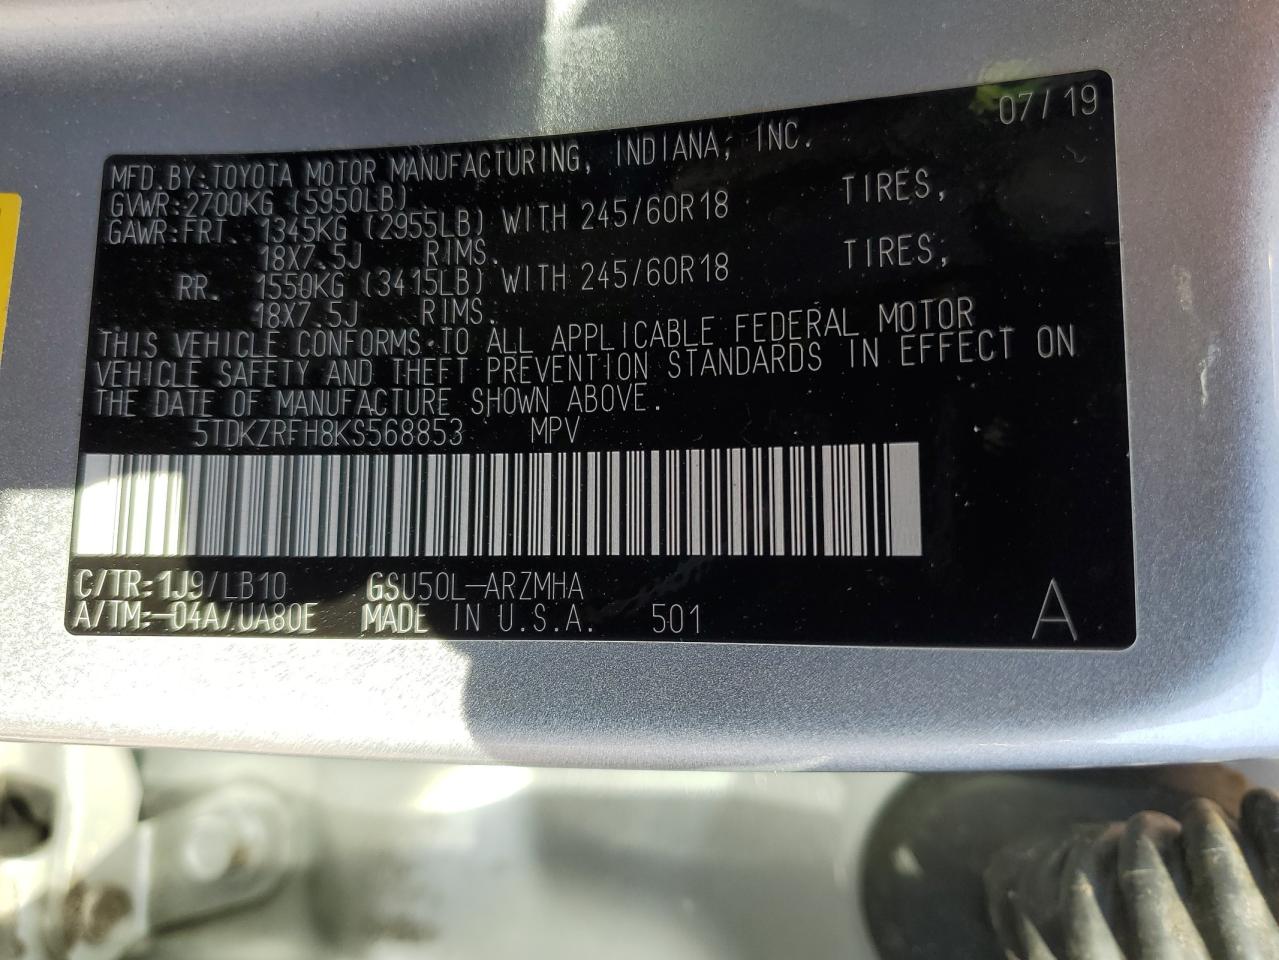 07/19
MFD.BY:TOYOTA MOTOR MANUFACTURING, INDIANA, INC.
GVWR:2700KG (5950LB)
GAWR:FRT. 1345KG (2955LB) WITH 245/60R18 TIRES,
18X7.5J RIMS.
RR. 1550KG (3415LB) WITH 245/60R18 TIRES,
18X7.5J RIMS.
THIS VEHICLE CONFORMS TO ALL APPLICABLE FEDERAL MOTOR
VEHICLE SAFETY AND THEFT PREVENTION STANDARDS IN EFFECT ON
THE DATE OF MANUFACTURE SHOWN ABOVE.
5TDKZRFH8KS568853 MPV
C/TR:1J9/LB10 GSU50L-ARZMHA
A/TM:-04A/UA80E MADE IN U.S.A. 501
A